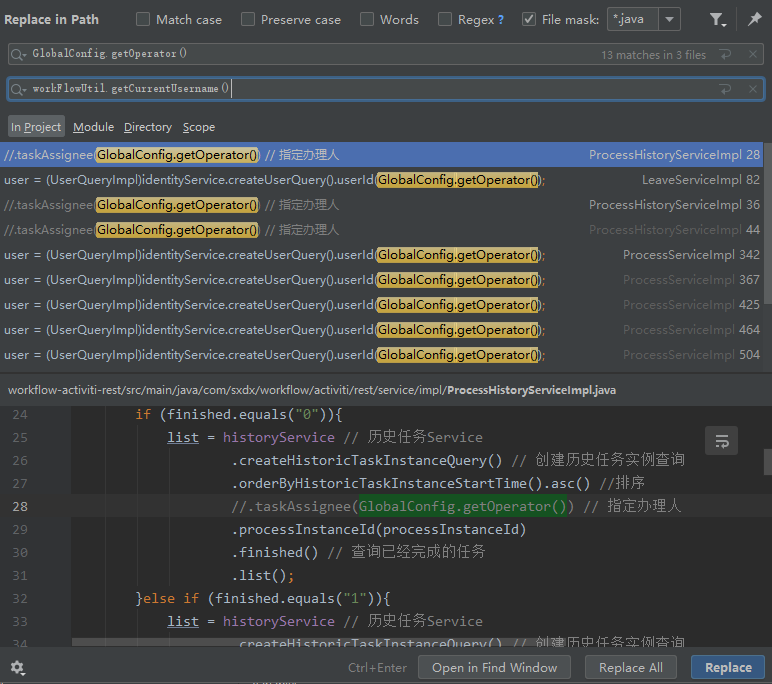 Replace in Path Match case Preserve case Words Regex ? File mask: *.java
GlobalConfig.getOperator() 13 matches in 3 files
workFlowUtil.getCurrentUsername()
In Project Module Directory Scope
//.taskAssignee(GlobalConfig.getOperator()) // 指定办理人 ProcessHistoryServiceImpl 28
user = (UserQueryImpl)identityService.createUserQuery().userId(GlobalConfig.getOperator()); LeaveServiceImpl 82
//.taskAssignee(GlobalConfig.getOperator()) // 指定办理人 ProcessHistoryServiceImpl 36
//.taskAssignee(GlobalConfig.getOperator()) // 指定办理人 ProcessHistoryServiceImpl 44
user = (UserQueryImpl)identityService.createUserQuery().userId(GlobalConfig.getOperator()); ProcessServiceImpl 342
user = (UserQueryImpl)identityService.createUserQuery().userId(GlobalConfig.getOperator()); ProcessServiceImpl 367
user = (UserQueryImpl)identityService.createUserQuery().userId(GlobalConfig.getOperator()); ProcessServiceImpl 425
user = (UserQueryImpl)identityService.createUserQuery().userId(GlobalConfig.getOperator()); ProcessServiceImpl 464
user = (UserQueryImpl)identityService.createUserQuery().userId(GlobalConfig.getOperator()); ProcessServiceImpl 504
workflow-activiti-rest/src/main/java/com/sxdx/workflow/activiti/rest/service/impl/ProcessHistoryServiceImpl.java
24 if (finished.equals("0")){
25 list = historyService // 历史任务Service
26 .createHistoricTaskInstanceQuery() // 创建历史任务实例查询
27 .orderByHistoricTaskInstanceStartTime().asc() //排序
28 //.taskAssignee(GlobalConfig.getOperator()) // 指定办理人
29 .processInstanceId(processInstanceId)
30 .finished() // 查询已经完成的任务
31 .list();
32 }else if (finished.equals("1")){
33 list = historyService // 历史任务Service
34 .createHistoricTaskInstanceQuery() // 创建历史任务实例查询
Ctrl+Enter Open in Find Window Replace All Replace